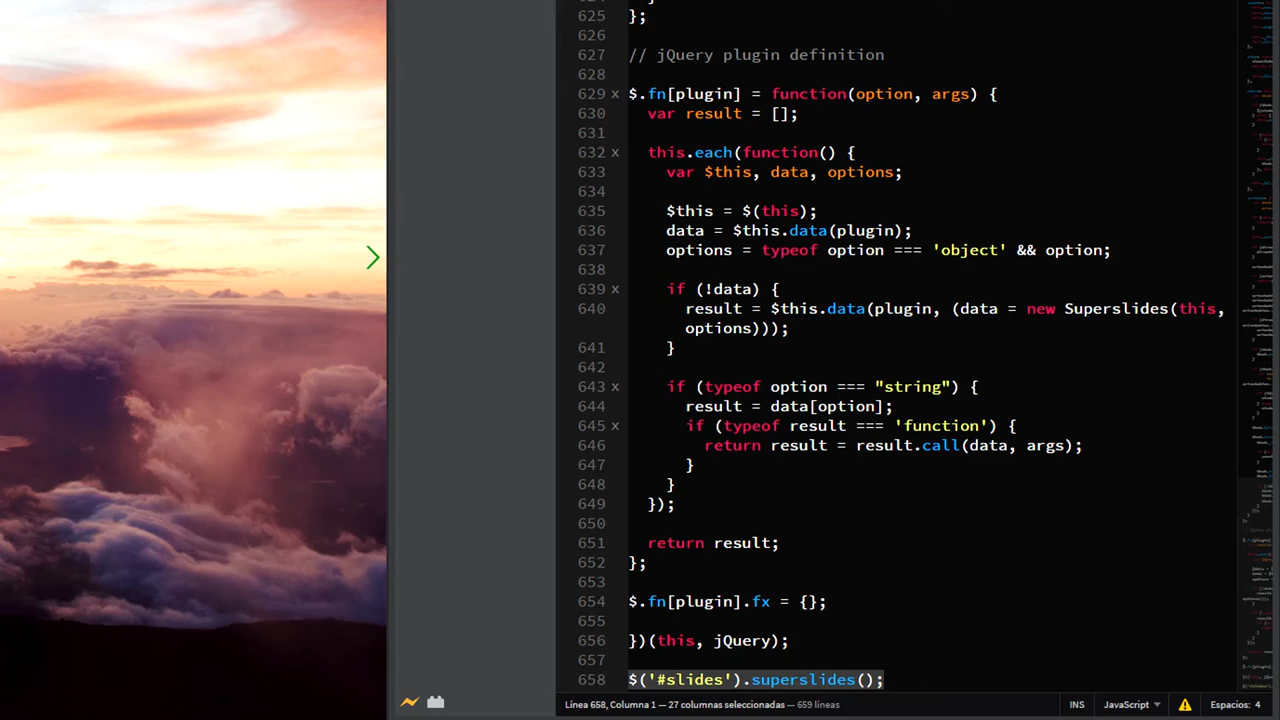 625 };
626
627 // jQuery plugin definition
628
629 x $.fn[plugin] = function(option, args) {
630 var result = [];
631
632 x this.each(function() {
633 var $this, data, options;
634
635 $this = $(this);
636 data = $this.data(plugin);
637 options = typeof option === 'object' && option;
638
639 x if (!data) {
640 result = $this.data(plugin, (data = new Superslides(this,
options)));
641 }
642
643 x if (typeof option === "string") {
644 result = data[option];
645 x if (typeof result === 'function') {
646 return result = result.call(data, args);
647 }
648 }
649 });
650
651 return result;
652 };
653
654 $.fn[plugin].fx = {};
655
656 })(this, jQuery);
657
658 $('#slides').superslides();
Línea 658, Columna 1 — 27 columnas seleccionadas — 659 líneas INS JavaScript Espacios: 4